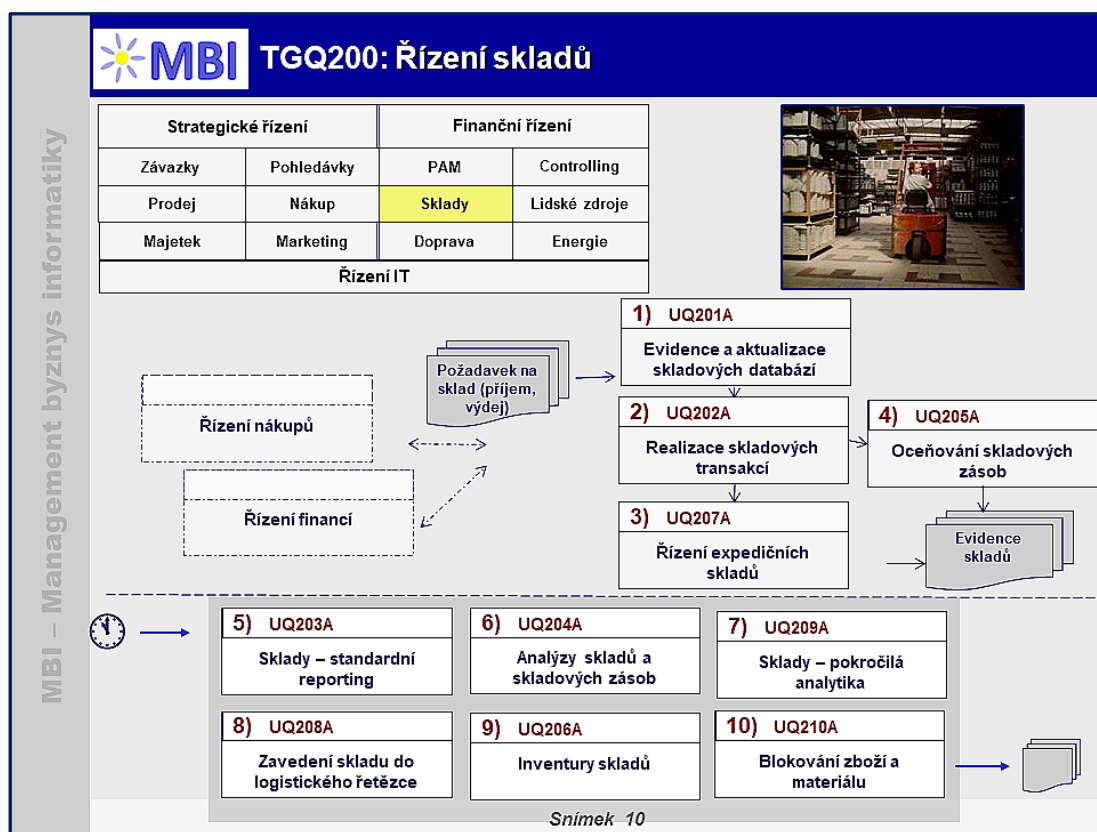 MBI – Management byznys informatiky
MBI
TGQ200: Řízení skladů
Strategické řízení
Finanční řízení
Závazky
Pohledávky
PAM
Controlling
Prodej
Nákup
Sklady
Lidské zdroje
Majetek
Marketing
Doprava
Energie
Řízení IT
Požadavek na
sklad (příjem,
výdej)
Řízení nákupů
Řízení financí
1) UQ201A
Evidence a aktualizace
skladových databází
2) UQ202A
Realizace skladových
transakcí
3) UQ207A
Řízení expedičních
skladů
4) UQ205A
Oceňování skladových
zásob
Evidence
skladů
5) UQ203A
Sklady – standardní
reporting
6) UQ204A
Analýzy skladů a
skladových zásob
7) UQ209A
Sklady – pokročilá
analytika
8) UQ208A
Zavedení skladu do
logistického řetězce
9) UQ206A
Inventury skladů
10) UQ210A
Blokování zboží a
materiálu
Snímek 10